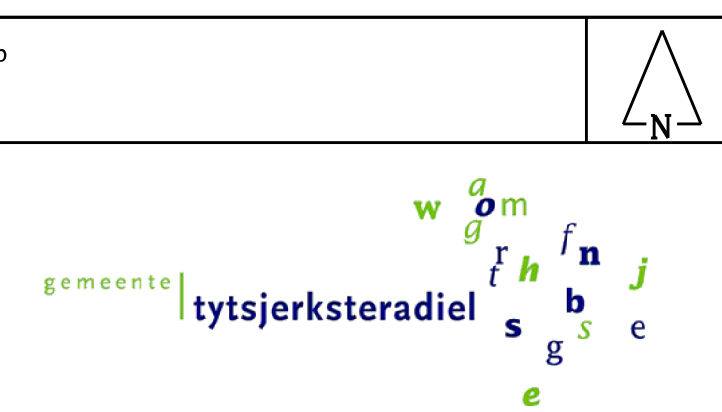 N
w a o m
g
f n
r t h j
gemeente
tytsjerksteradiel
b
s s e
g
e